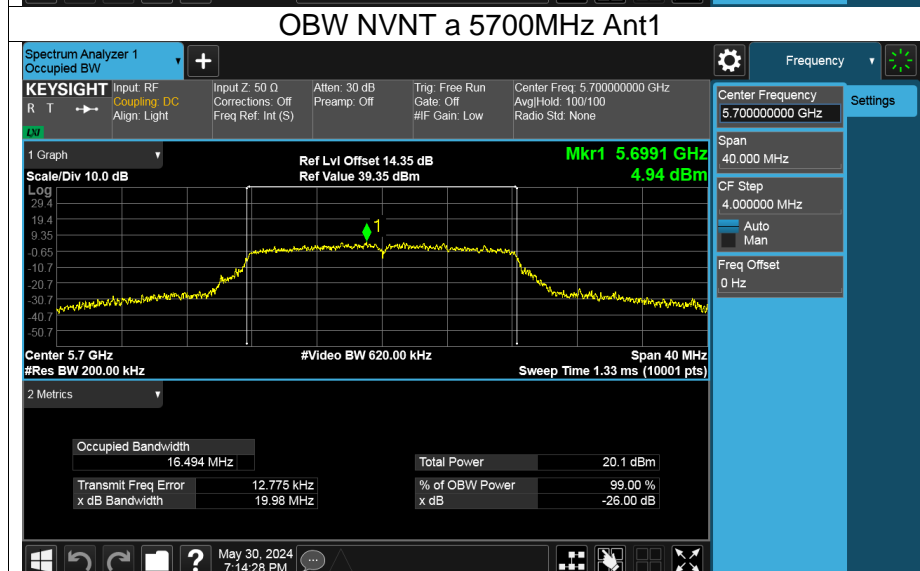 OBW NVNT a 5700MHz Ant1
Spectrum Analyzer 1
Occupied BW
+
Frequency
KEYSIGHT
R T
LXI
Input: RF
Coupling: DC
Align: Light
Input Z: 50 Ω
Corrections: Off
Freq Ref: Int (S)
Atten: 30 dB
Preamp: Off
Trig: Free Run
Gate: Off
#IF Gain: Low
Center Freq: 5.700000000 GHz
Avg|Hold: 100/100
Radio Std: None
Center Frequency
5.700000000 GHz
Settings
Span
40.000 MHz
CF Step
4.000000 MHz
Auto
Man
Freq Offset
0 Hz
1 Graph
Scale/Div 10.0 dB
Ref Lvl Offset 14.35 dB
Ref Value 39.35 dBm
Mkr1 5.6991 GHz
4.94 dBm
Log
29.4
19.4
9.35
-0.65
-10.7
-20.7
-30.7
-40.7
-50.7
1
Center 5.7 GHz
#Video BW 620.00 kHz
Span 40 MHz
#Res BW 200.00 kHz
Sweep Time 1.33 ms (10001 pts)
2 Metrics
Occupied Bandwidth
16.494 MHz
Total Power 20.1 dBm
Transmit Freq Error 12.775 kHz
% of OBW Power 99.00 %
x dB Bandwidth 19.98 MHz
x dB -26.00 dB
?
May 30, 2024
7:14:28 PM